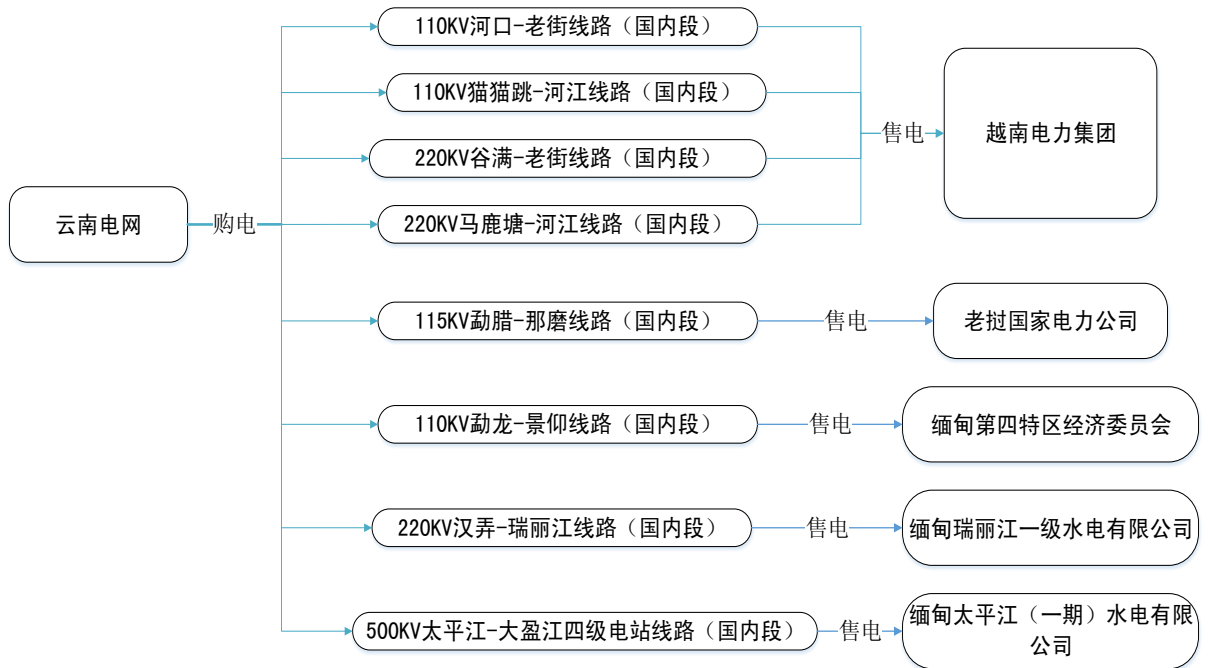 110KV河口-老街线路（国内段）
110KV猫猫跳-河江线路（国内段）
售电
越南电力集团
220KV谷满-老街线路（国内段）
云南电网
购电
220KV马鹿塘-河江线路（国内段）
115KV勐腊-那磨线路（国内段）
售电
老挝国家电力公司
110KV勐龙-景仰线路（国内段）
售电
缅甸第四特区经济委员会
220KV汉弄-瑞丽江线路（国内段）
售电
缅甸瑞丽江一级水电有限公司
500KV太平江-大盈江四级电站线路（国内段）
售电
缅甸太平江（一期）水电有限
公司